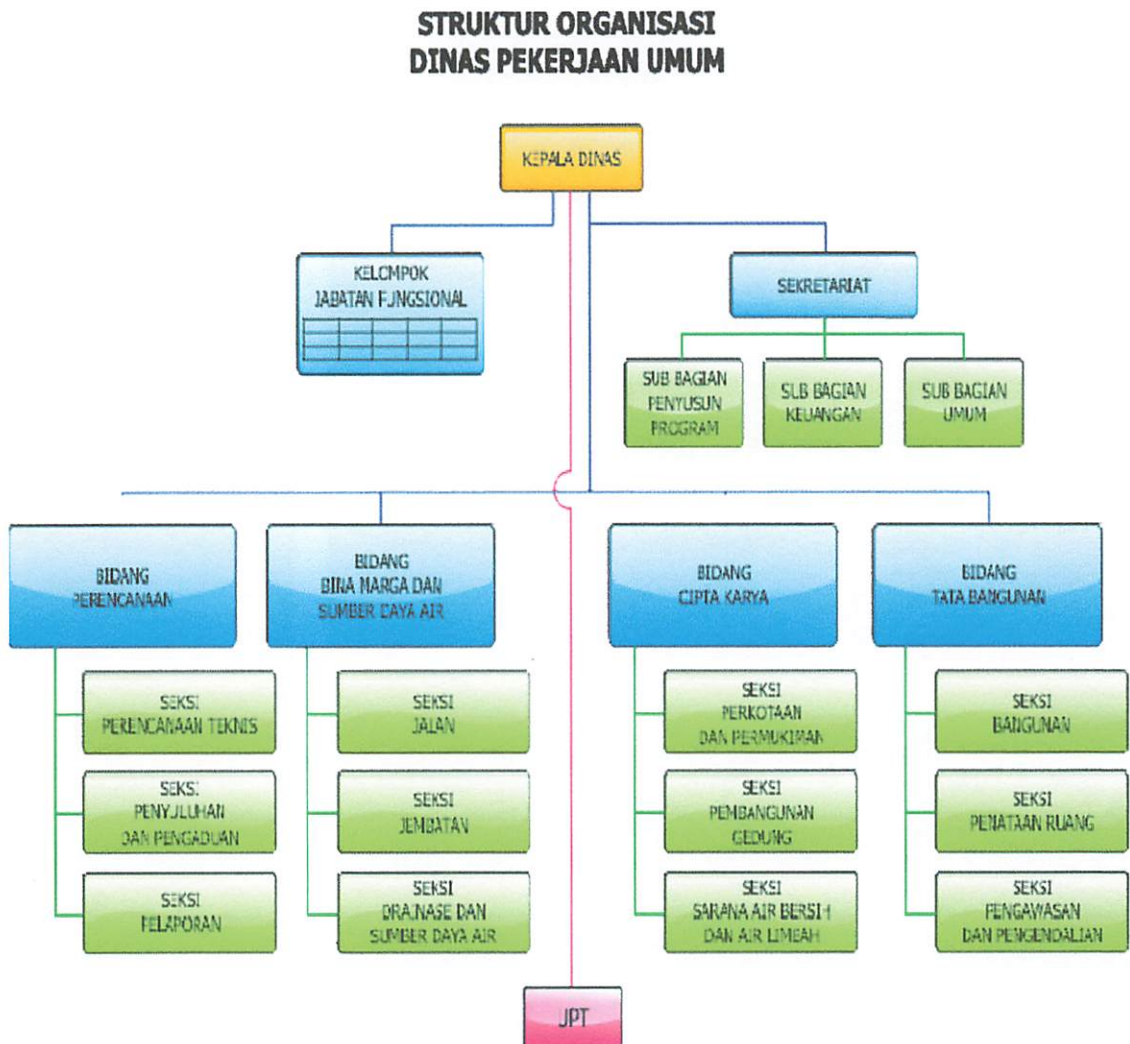 STRUKTUR ORGANISASI
DINAS PEKERJAAN UMUM
KEPALA DINAS
KELOMPOK
JABATAN FUNGSIONAL
SEKRETARIAT
SUB BAGIAN
PENYUSUN
PROGRAM
SUB BAGIAN
KEUANGAN
SUB BAGIAN
UMUM
BIDANG
PERENCANAAN
BIDANG
BINA MARGA DAN
SUMBER DAYA AIR
BIDANG
CIPTA KARYA
BIDANG
TATA BANGUNAN
SEKSI
PERENCANAAN TEKNIS
SEKSI
JALAN
SEKSI
PERKOTAAN
DAN PERMUKIMAN
SEKSI
BANGUNAN
SEKSI
PENYULUHAN
DAN PENGADUAN
SEKSI
JEMBATAN
SEKSI
PEMBANGUNAN
GEDUNG
SEKSI
PENATAAN RUANG
SEKSI
PELAPORAN
SEKSI
DRAINASE DAN
SUMBER DAYA AIR
SEKSI
SARANA AIR BERSIH
DAN AIR LIMBAH
SEKSI
PENGAWASAN
DAN PENGENDALIAN
UPT